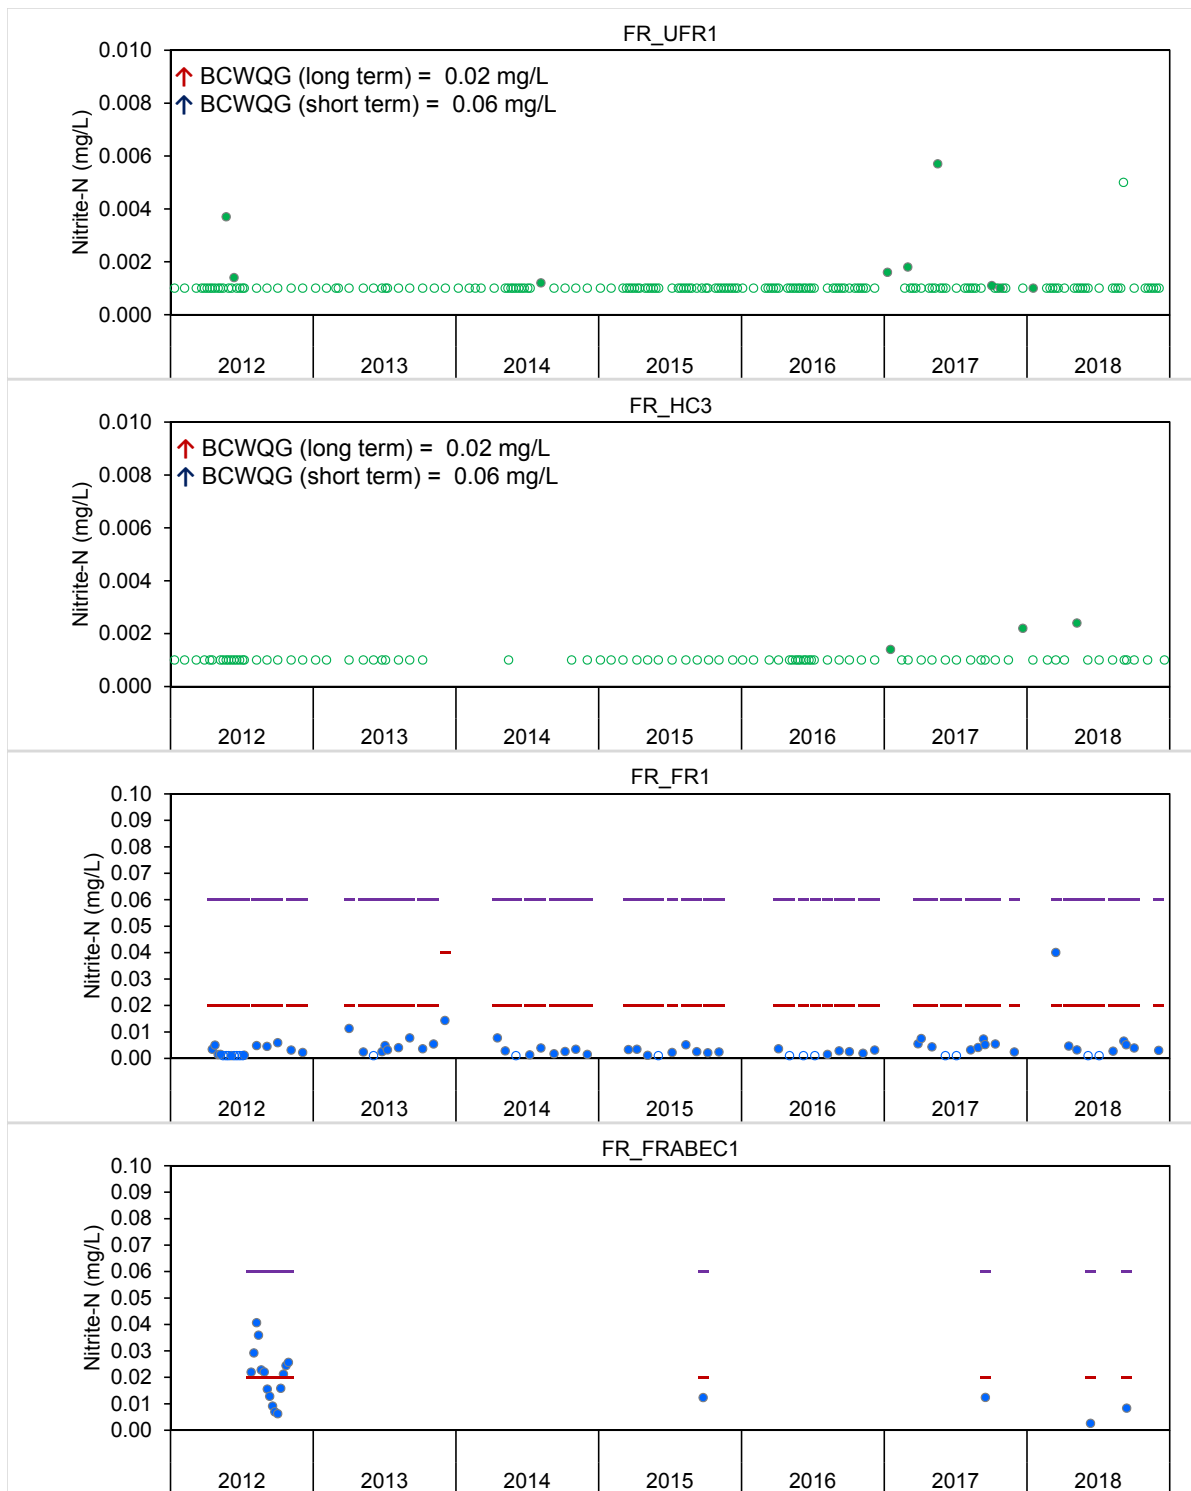 FR_UFR1
0.010
↑ BCWQG (long term) = 0.02 mg/L
0.008
↑ BCWQG (short term) = 0.06 mg/L
Nitrite-N (mg/L)
0.006
0.004
0.002
0.000
2012 2013 2014 2015 2016 2017 2018
FR_HC3
0.010
↑ BCWQG (long term) = 0.02 mg/L
0.008
↑ BCWQG (short term) = 0.06 mg/L
Nitrite-N (mg/L)
0.006
0.004
0.002
0.000
2012 2013 2014 2015 2016 2017 2018
FR_FR1
0.10
0.09
0.08
0.07
Nitrite-N (mg/L)
0.06
0.05
0.04
0.03
0.02
0.01
0.00
2012 2013 2014 2015 2016 2017 2018
FR_FRABEC1
0.10
0.09
0.08
0.07
Nitrite-N (mg/L)
0.06
0.05
0.04
0.03
0.02
0.01
0.00
2012 2013 2014 2015 2016 2017 2018